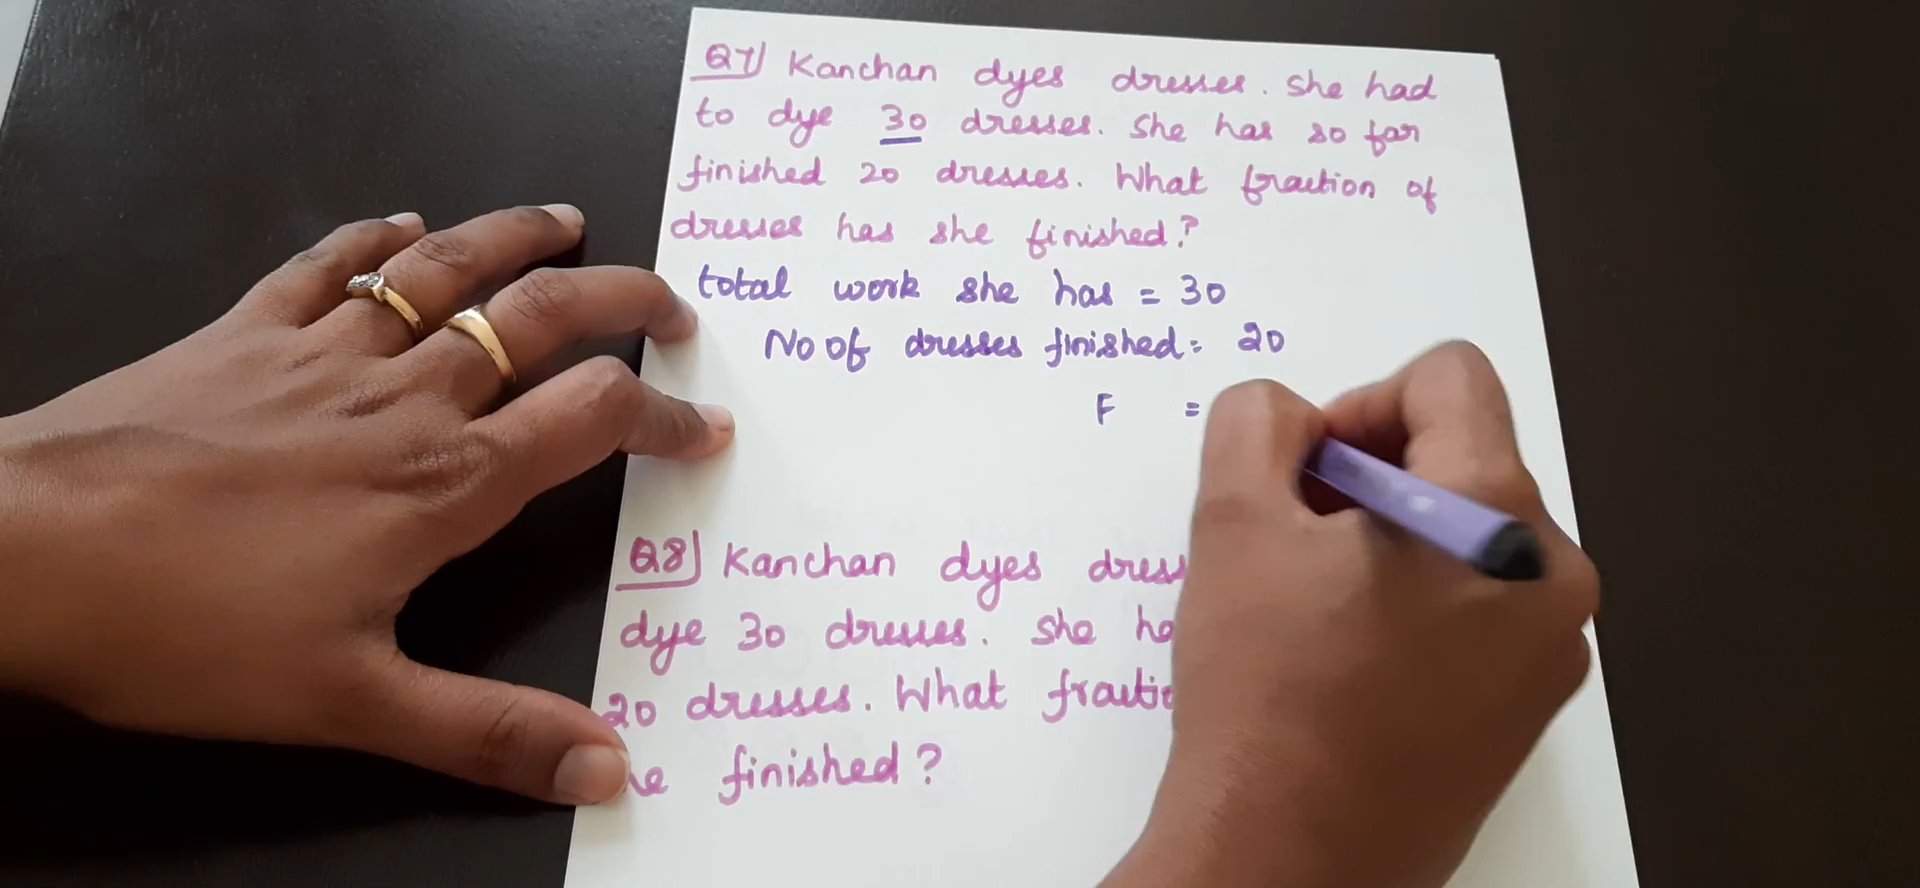 Q7) Kanchan dyes dresses. She had
to dye 30 dresses. She has so far
finished 20 dresses. What fraction of
dresses has she finished?
total work she has = 30
No of dresses finished = 20
F =
Q8) Kanchan dyes
dye 30 dresses. She
20 dresses. What
finished?